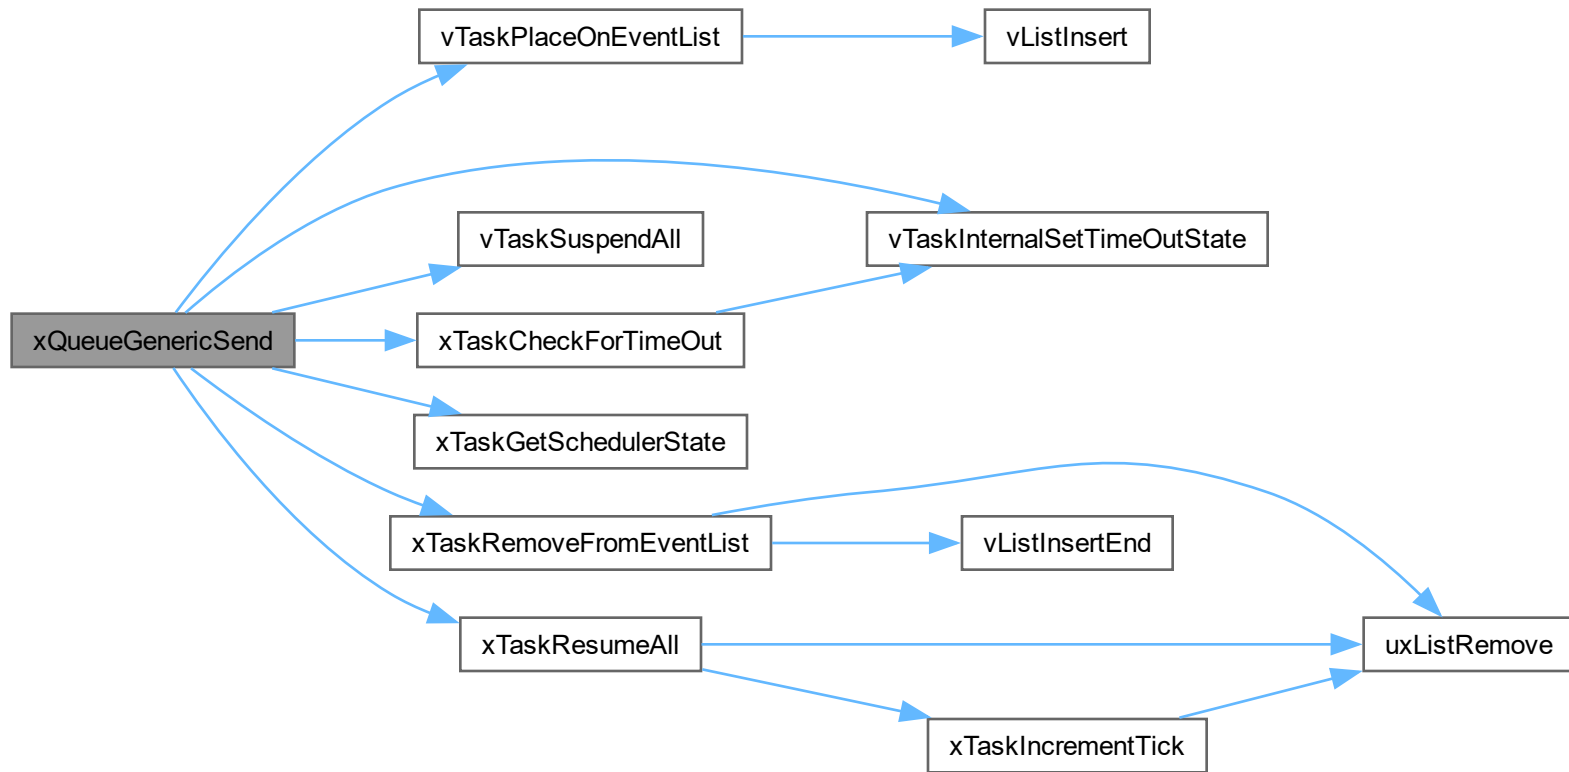 vTaskPlaceOnEventList
vListInsert
vTaskSuspendAll
vTaskInternalSetTimeOutState
xQueueGenericSend
xTaskCheckForTimeOut
xTaskGetSchedulerState
xTaskRemoveFromEventList
vListInsertEnd
xTaskResumeAll
uxListRemove
xTaskIncrementTick